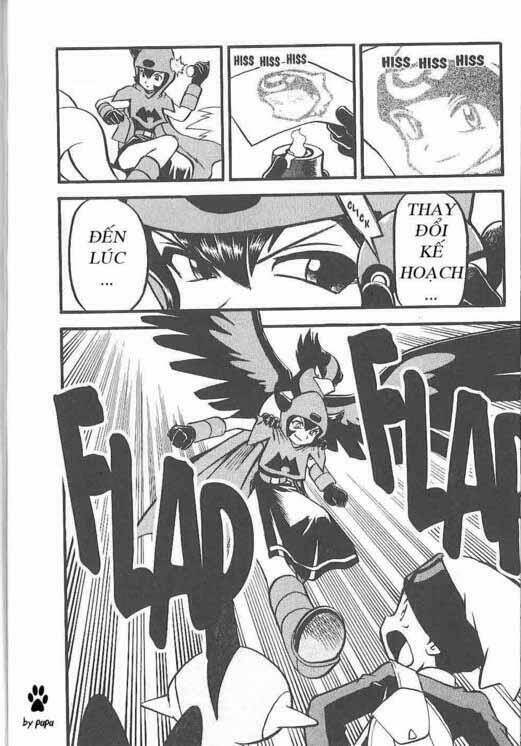 HISS
HISS-HISS
HISS
HISS
HISS
CLICK
ĐẾN
LÚC
...
THAY
ĐỔI
KẾ
HOẠCH
...
FLAP
FLAP
by papa